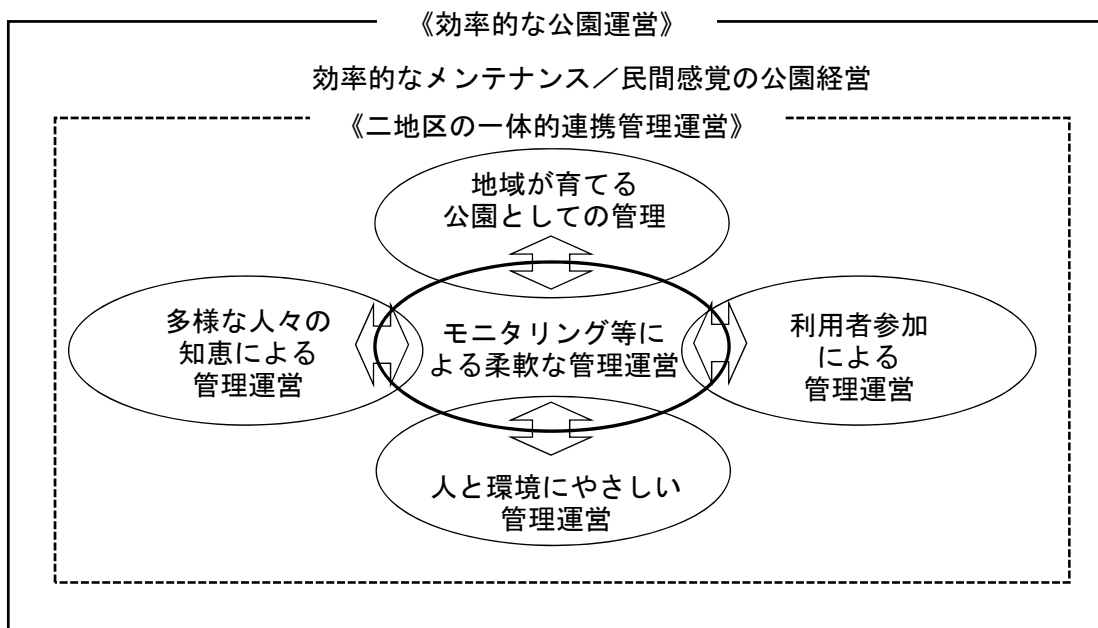 《効率的な公園運営》
効率的なメンテナンス／民間感覚の公園経営
《二地区の一体的連携管理運営》
地域が育てる
公園としての管理
多様な人々の
知恵による
管理運営
モニタリング等に
よる柔軟な管理運営
利用者参加
による
管理運営
人と環境にやさしい
管理運営